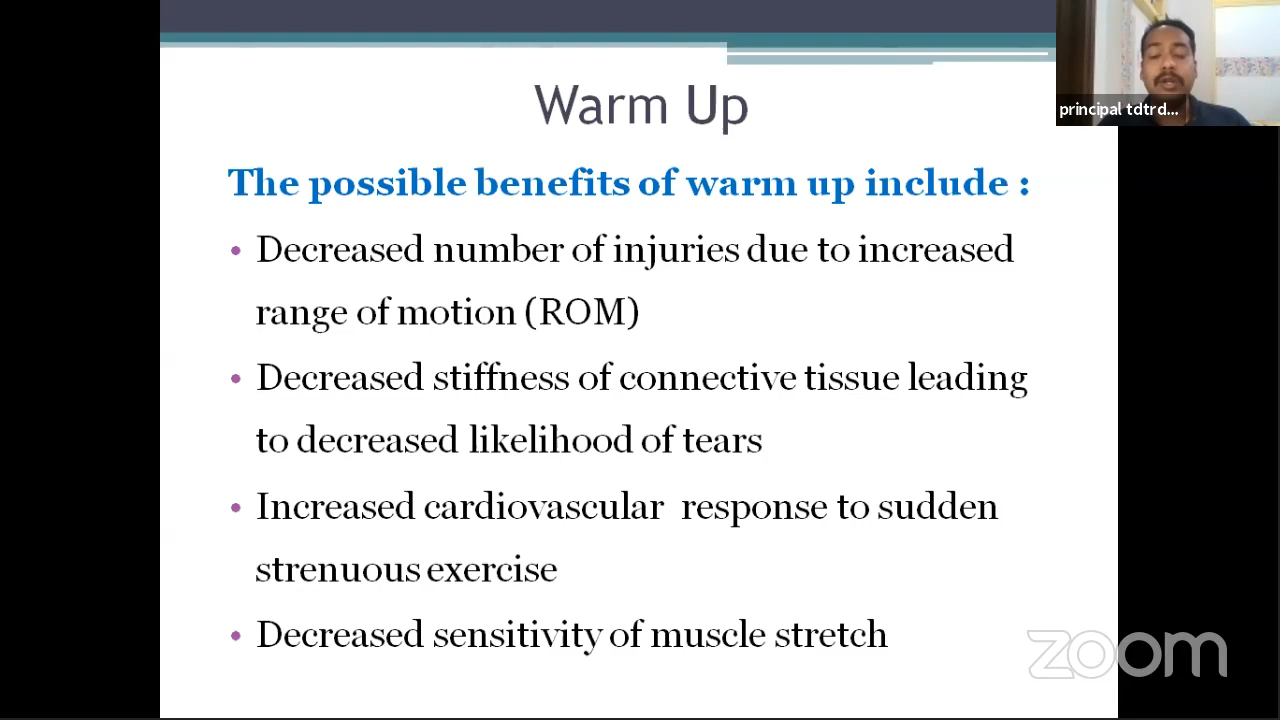 Warm Up
principal tdtrd...
The possible benefits of warm up include :
• Decreased number of injuries due to increased
range of motion (ROM)
• Decreased stiffness of connective tissue leading
to decreased likelihood of tears
• Increased cardiovascular response to sudden
strenuous exercise
• Decreased sensitivity of muscle stretch
zoom